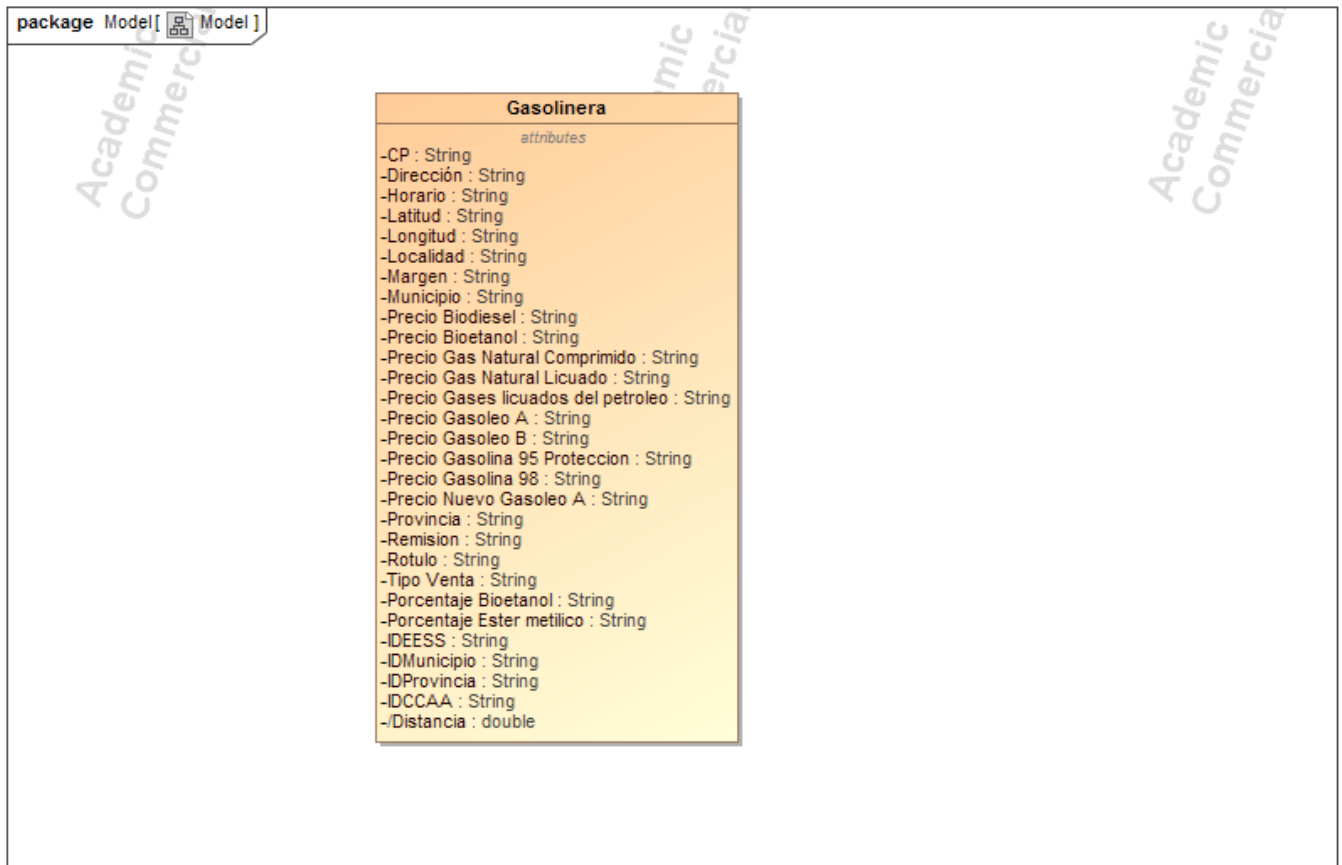 package Model[ Model ]
Academic
Commercia
mic
ercial
Academic
Commercia
Gasolinera
attributes
-CP : String
-Dirección : String
-Horario : String
-Latitud : String
-Longitud : String
-Localidad : String
-Margen : String
-Municipio : String
-Precio Biodiesel : String
-Precio Bioetanol : String
-Precio Gas Natural Comprimido : String
-Precio Gas Natural Licuado : String
-Precio Gases licuados del petroleo : String
-Precio Gasoleo A : String
-Precio Gasoleo B : String
-Precio Gasolina 95 Proteccion : String
-Precio Gasolina 98 : String
-Precio Nuevo Gasoleo A : String
-Provincia : String
-Remision : String
-Rotulo : String
-Tipo Venta : String
-Porcentaje Bioetanol : String
-Porcentaje Ester metilico : String
-IDEESS : String
-IDMunicipio : String
-IDProvincia : String
-IDCCAA : String
-/Distancia : double